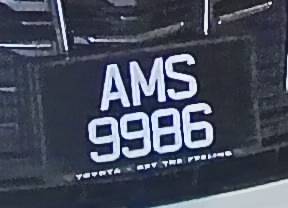 AMS
9986
TOYOTA - GET THE FEELING